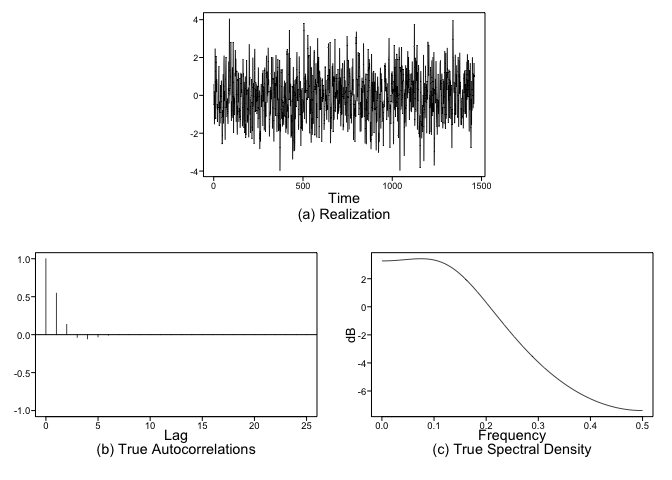 4
2
0
-2
-4
0 500 1000 1500
Time
(a) Realization
1.0
0.5
0.0
-0.5
-1.0
0 5 10 15 20 25
Lag
(b) True Autocorrelations
dB
2
0
-2
-4
-6
0.0 0.1 0.2 0.3 0.4 0.5
Frequency
(c) True Spectral Density